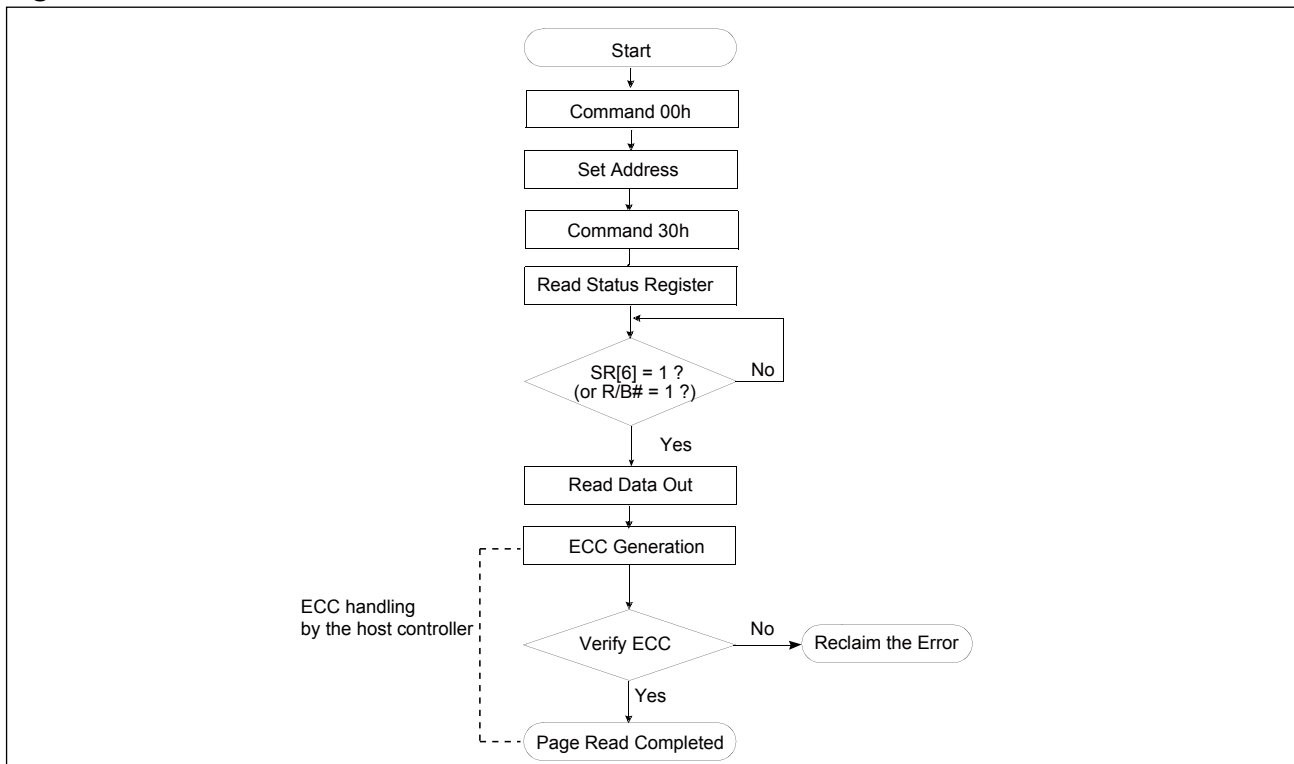 Start
Command 00h
Set Address
Command 30h
Read Status Register
SR[6] = 1 ?
(or R/B# = 1 ?)
No
Yes
Read Data Out
ECC Generation
ECC handling
by the host controller
Verify ECC
No
Reclaim the Error
Yes
Page Read Completed